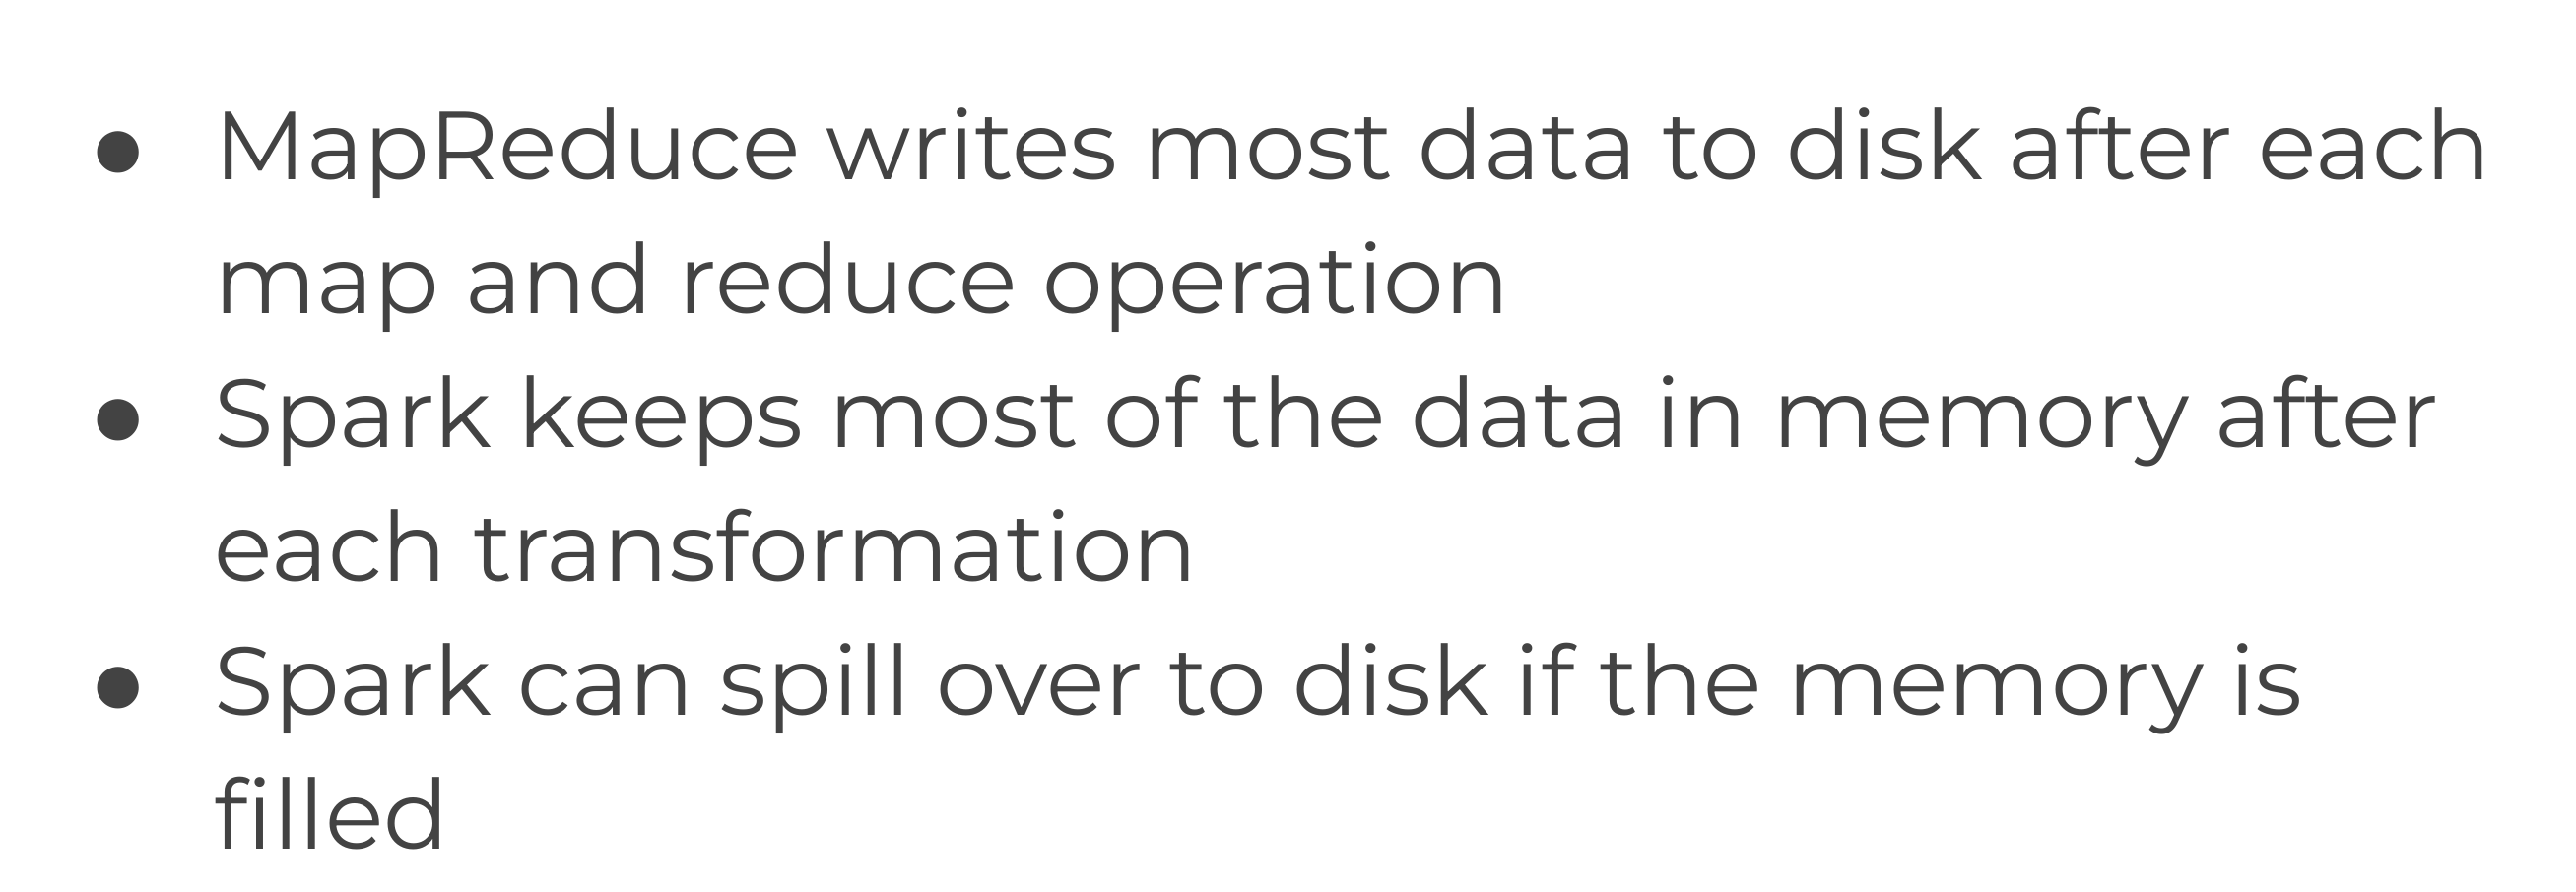 ● MapReduce writes most data to disk after each
map and reduce operation
● Spark keeps most of the data in memory after
each transformation
● Spark can spill over to disk if the memory is
filled